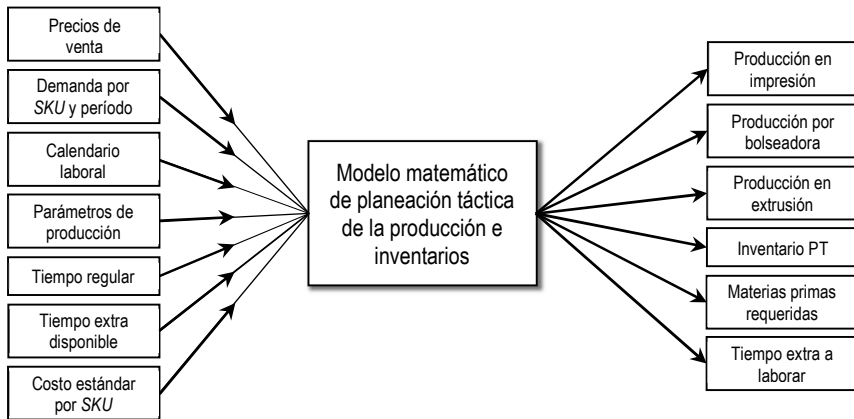 Precios de
venta
Demanda por
SKU y período
Calendario
laboral
Parámetros de
producción
Tiempo regular
Tiempo extra
disponible
Costo estándar
por SKU
Modelo matemático
de planeación táctica
de la producción e
inventarios
Producción en
impresión
Producción por
bolseadora
Producción en
extrusión
Inventario PT
Materias primas
requeridas
Tiempo extra a
laborar